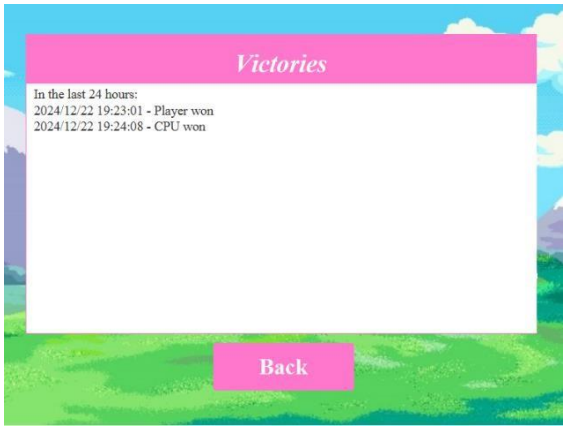 Victories
In the last 24 hours:
2024/12/22 19:23:01 - Player won
2024/12/22 19:24:08 - CPU won
Back